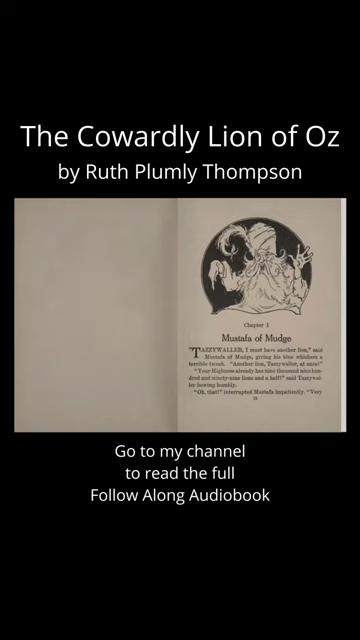 The Cowardly Lion of Oz
by Ruth Plumly Thompson
Chapter 1
Mustafa of Mudge
"TAZZYWALLER, I must have another lion," said
Mustafa of Mudge, giving his blue whiskers a
terrible tweak. "Another lion, Tazzywaller, at once!"
"Your Highness already has nine thousand nine hun-
dred and ninety-nine lions and a half!" said Tazzywal-
ler bowing humbly.
"Oh, that!" interrupted Mustafa impatiently. "Very
Go to my channel
to read the full
Follow Along Audiobook